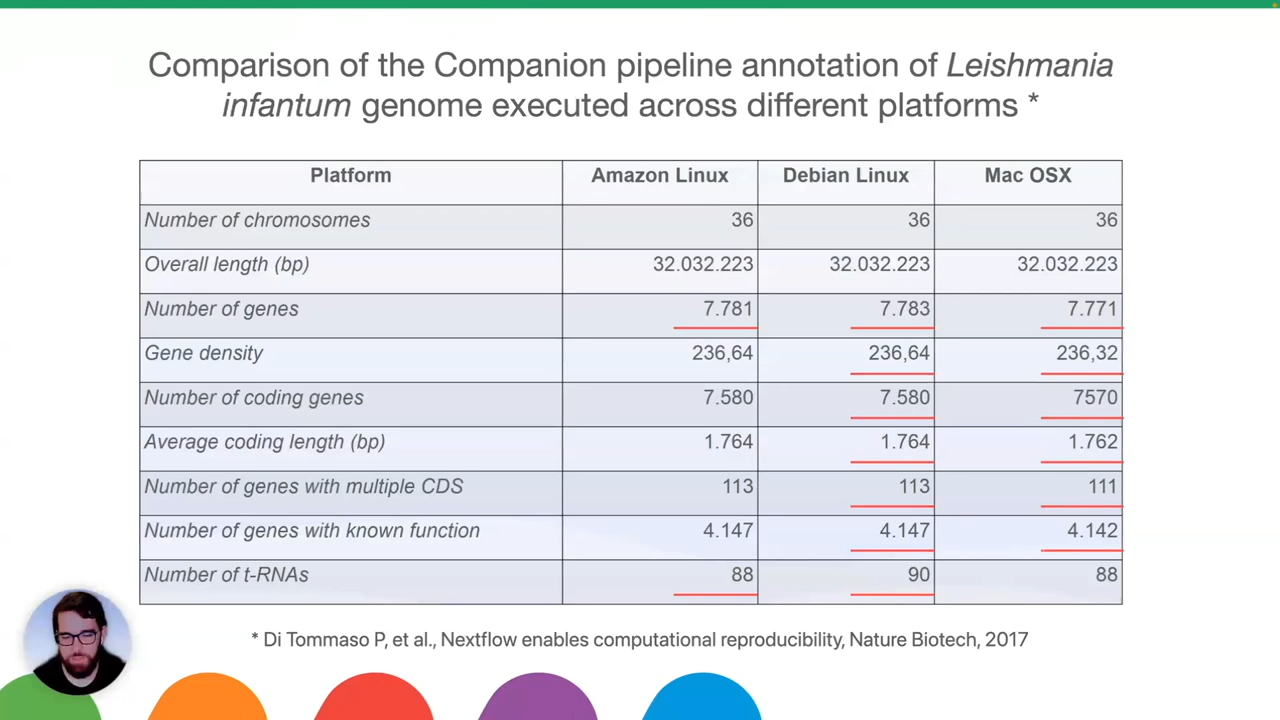 Comparison of the Companion pipeline annotation of Leishmania
infantum genome executed across different platforms *
Platform Amazon Linux Debian Linux Mac OSX
Number of chromosomes 36 36 36
Overall length (bp) 32.032.223 32.032.223 32.032.223
Number of genes 7.781 7.783 7.771
Gene density 236,64 236,64 236,32
Number of coding genes 7.580 7.580 7570
Average coding length (bp) 1.764 1.764 1.762
Number of genes with multiple CDS 113 113 111
Number of genes with known function 4.147 4.147 4.142
Number of t-RNAs 88 90 88
* Di Tommaso P, et al., Nextflow enables computational reproducibility, Nature Biotech, 2017